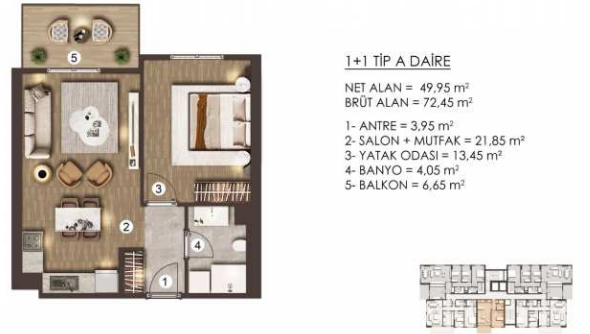 1+1 TİP A DAİRE
NET ALAN = 49,95 m²
BRÜT ALAN = 72,45 m²
1- ANTRE = 3,95 m²
2- SALON + MUTFAK = 21,85 m²
3- YATAK ODASI = 13,45 m²
4- BANYO = 4,05 m²
5- BALKON = 6,65 m²
5
3
2
4
1